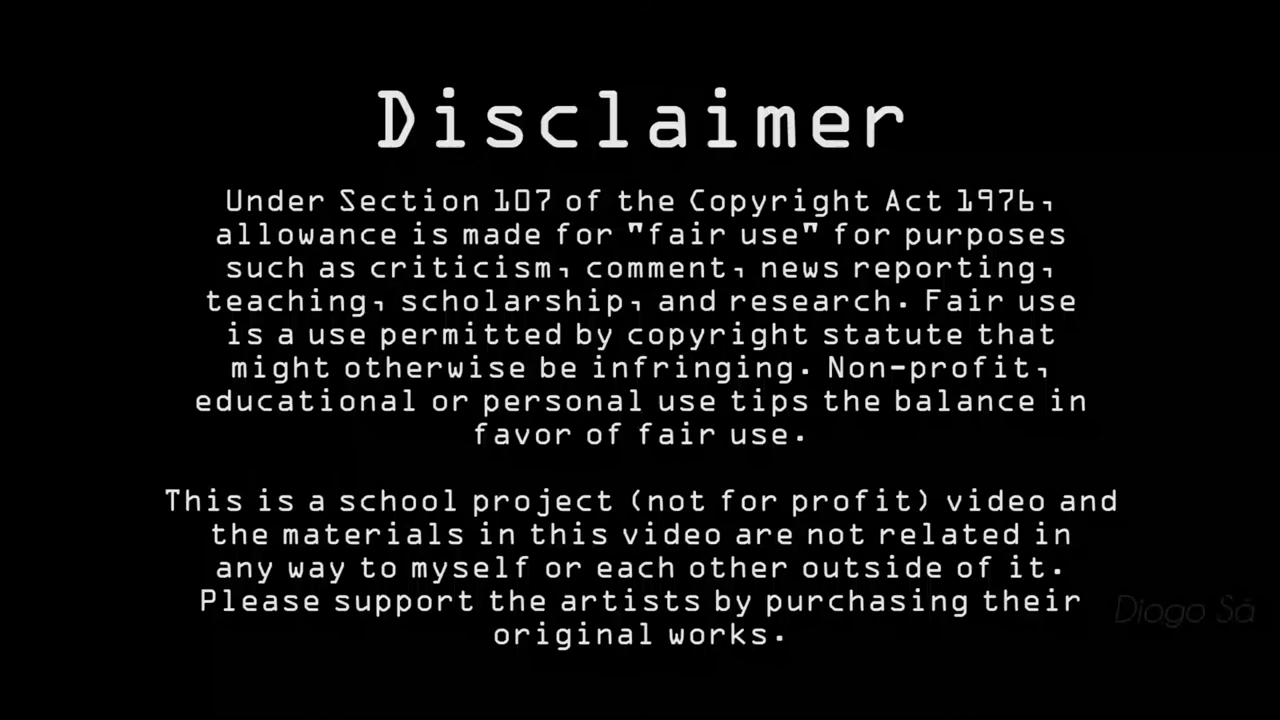 Disclaimer
Under Section 107 of the Copyright Act 1976,
allowance is made for "fair use" for purposes
such as criticism, comment, news reporting,
teaching, scholarship, and research. Fair use
is a use permitted by copyright statute that
might otherwise be infringing. Non-profit,
educational or personal use tips the balance in
favor of fair use.
This is a school project (not for profit) video and
the materials in this video are not related in
any way to myself or each other outside of it.
Please support the artists by purchasing their
original works.
Diogo Sá